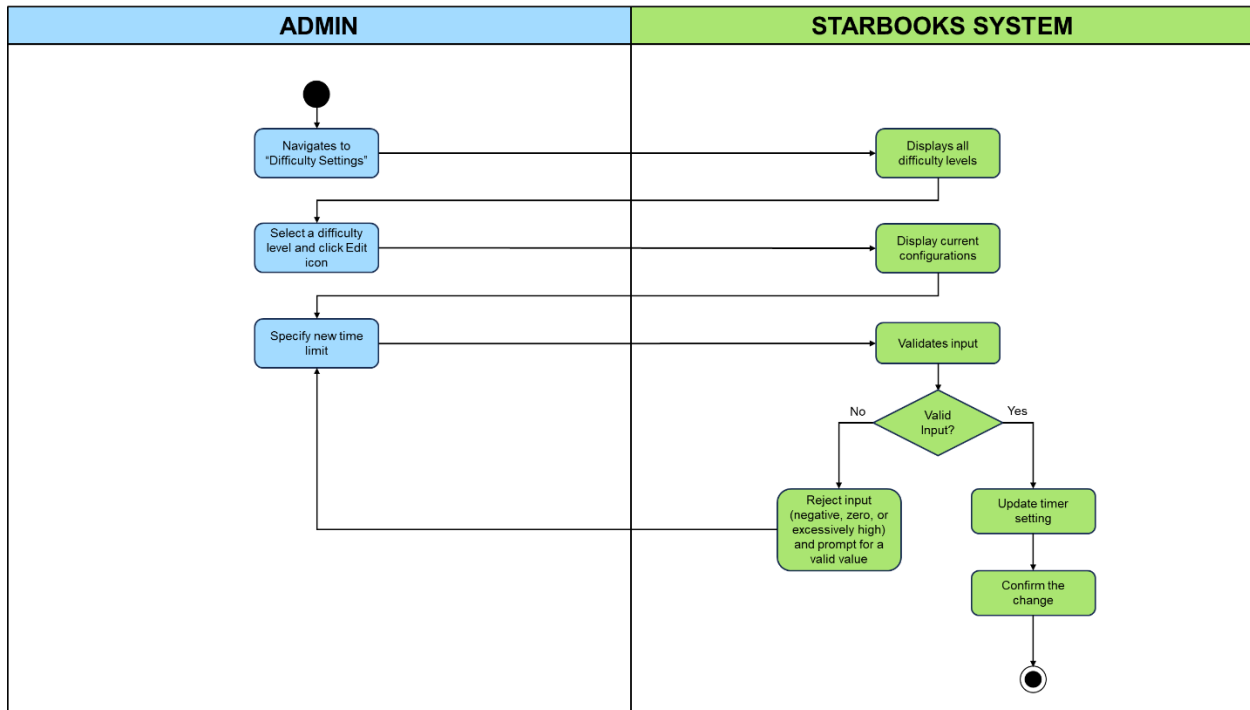 ADMIN
STARBOOKS SYSTEM
Navigates to
“Difficulty Settings”
Displays all
difficulty levels
Select a difficulty
level and click Edit
icon
Display current
configurations
Specify new time
limit
Validates input
No
Valid
Input?
Yes
Reject input
(negative, zero, or
excessively high)
and prompt for a
valid value
Update timer
setting
Confirm the
change